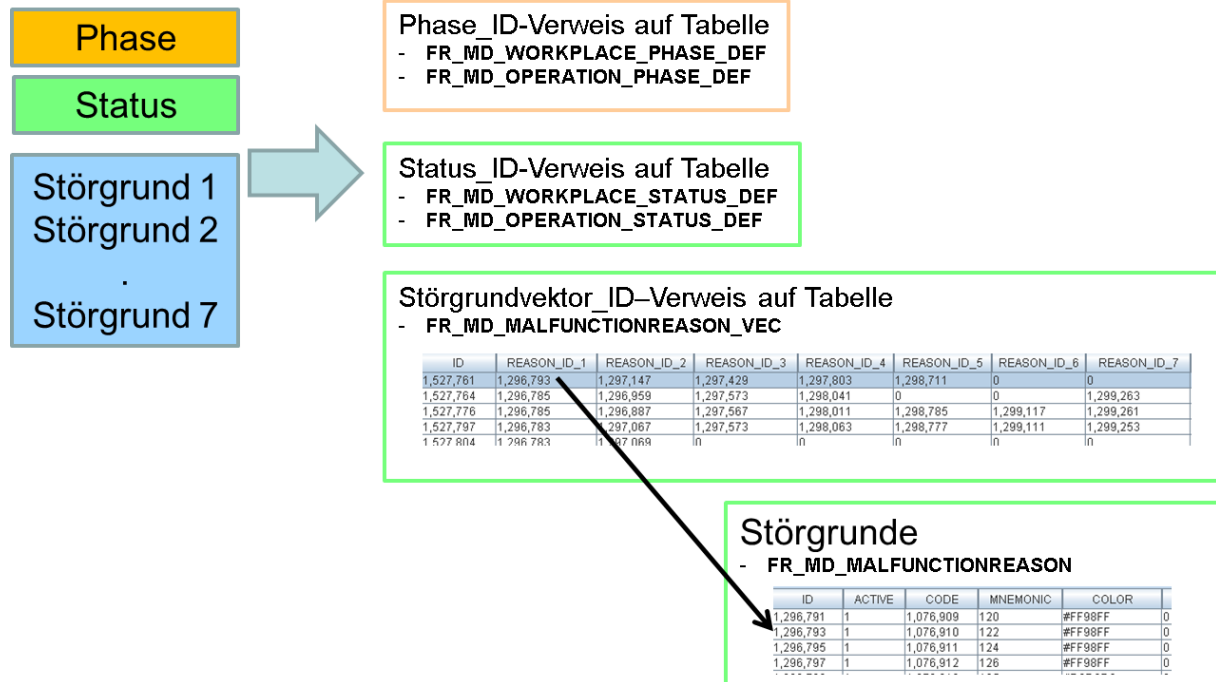 Phase
Status
Störgrund 1
Störgrund 2
.
Störgrund 7
Phase_ID-Verweis auf Tabelle
- FR_MD_WORKPLACE_PHASE_DEF
- FR_MD_OPERATION_PHASE_DEF
Status_ID-Verweis auf Tabelle
- FR_MD_WORKPLACE_STATUS_DEF
- FR_MD_OPERATION_STATUS_DEF
Störgrundvektor_ID–Verweis auf Tabelle
- FR_MD_MALFUNCTIONREASON_VEC
ID REASON_ID_1 REASON_ID_2 REASON_ID_3 REASON_ID_4 REASON_ID_5 REASON_ID_6 REASON_ID_7
1,527,761 1,296,793 1,297,147 1,297,429 1,297,803 1,298,711 0 0
1,527,764 1,296,785 1,296,959 1,297,573 1,298,041 0 0 1,299,263
1,527,776 1,296,785 1,296,887 1,297,567 1,298,011 1,298,785 1,299,117 1,299,261
1,527,797 1,296,783 1,297,067 1,297,573 1,298,063 1,298,777 1,299,111 1,299,253
1,527,804 1,296,783 1,297,069 0 0 0 0 0
Störgrunde
- FR_MD_MALFUNCTIONREASON
ID ACTIVE CODE MNEMONIC COLOR
1,296,791 1 1,076,909 120 #FF98FF 0
1,296,793 1 1,076,910 122 #FF98FF 0
1,296,795 1 1,076,911 124 #FF98FF 0
1,296,797 1 1,076,912 126 #FF98FF 0